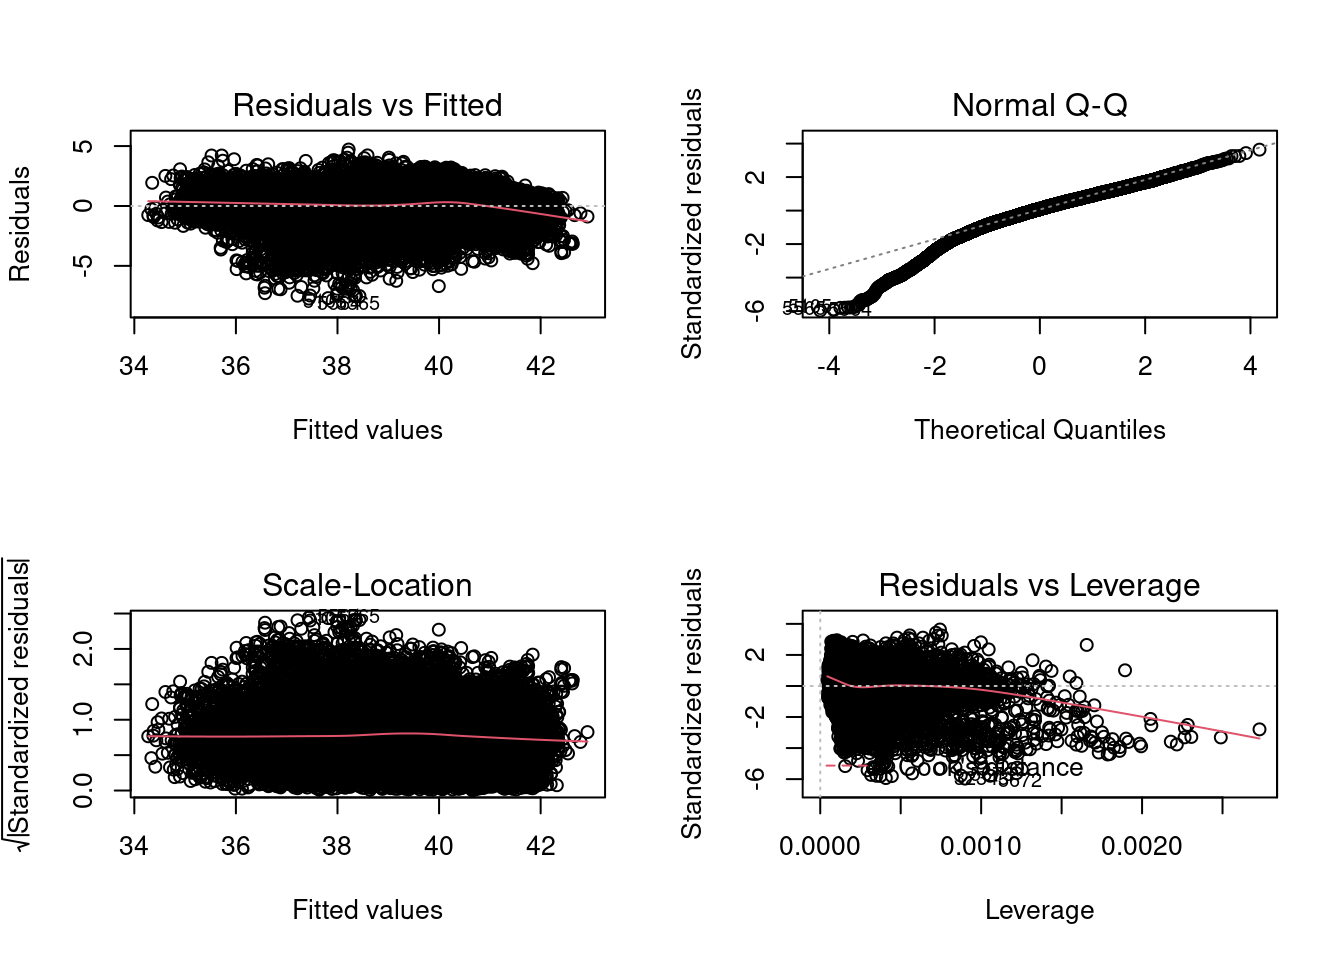 Residuals vs Fitted
Residuals
5
0
-5
34 36 38 40 42
Fitted values
Normal Q-Q
Standardized residuals
2
-2
-6
-4 -2 0 2 4
Theoretical Quantiles
Scale-Location
√|Standardized residuals|
2.0
1.0
0.0
34 36 38 40 42
Fitted values
Residuals vs Leverage
Standardized residuals
2
-2
-6
Cook's distance
0.0000 0.0010 0.0020
Leverage